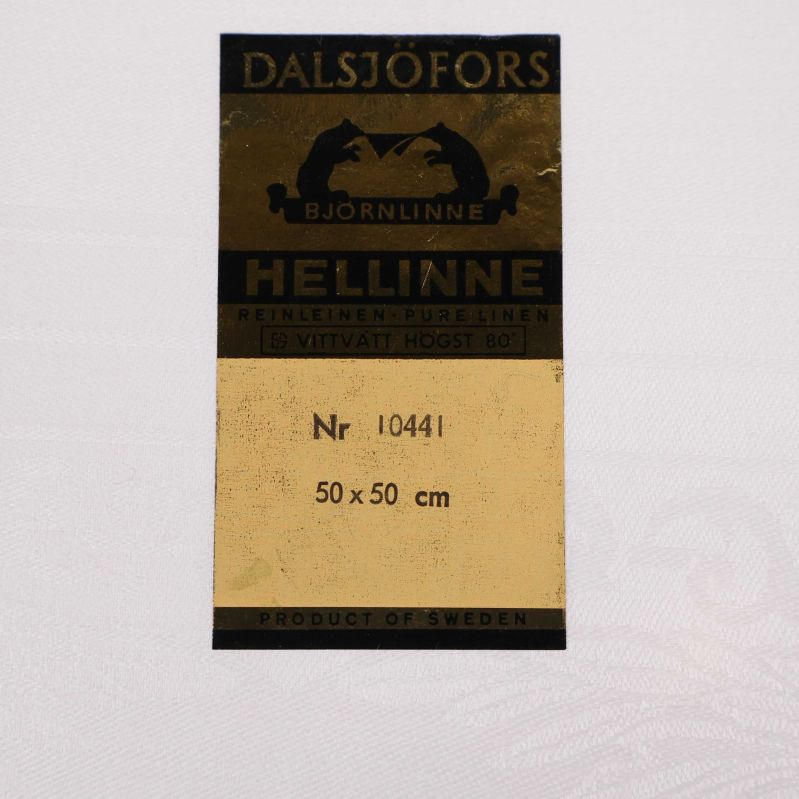 DALSJÖFORS
BJÖRNLINNE
HELLINNE
REINLEINEN · PURE LINEN
VITTVÄTT HÖGST 80°
Nr 10441
50 x 50 cm
PRODUCT OF SWEDEN